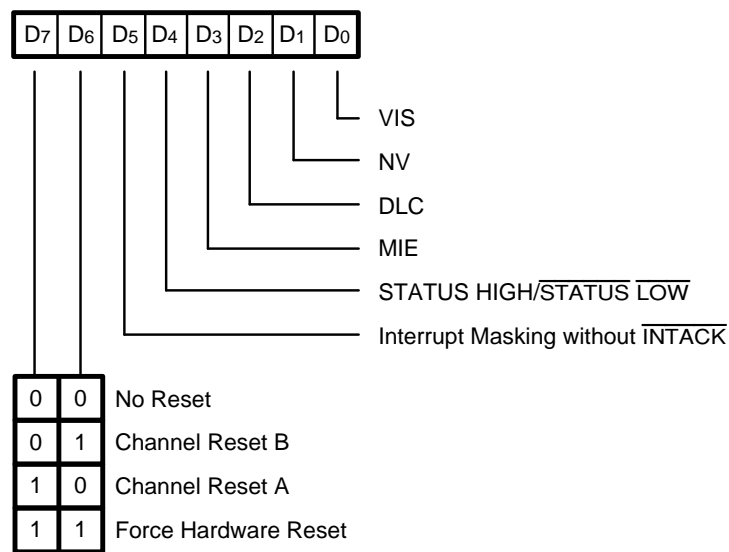 D7 D6 D5 D4 D3 D2 D1 D0
VIS
NV
DLC
MIE
STATUS HIGH/STATUS LOW
Interrupt Masking without INTACK
0 0 No Reset
0 1 Channel Reset B
1 0 Channel Reset A
1 1 Force Hardware Reset